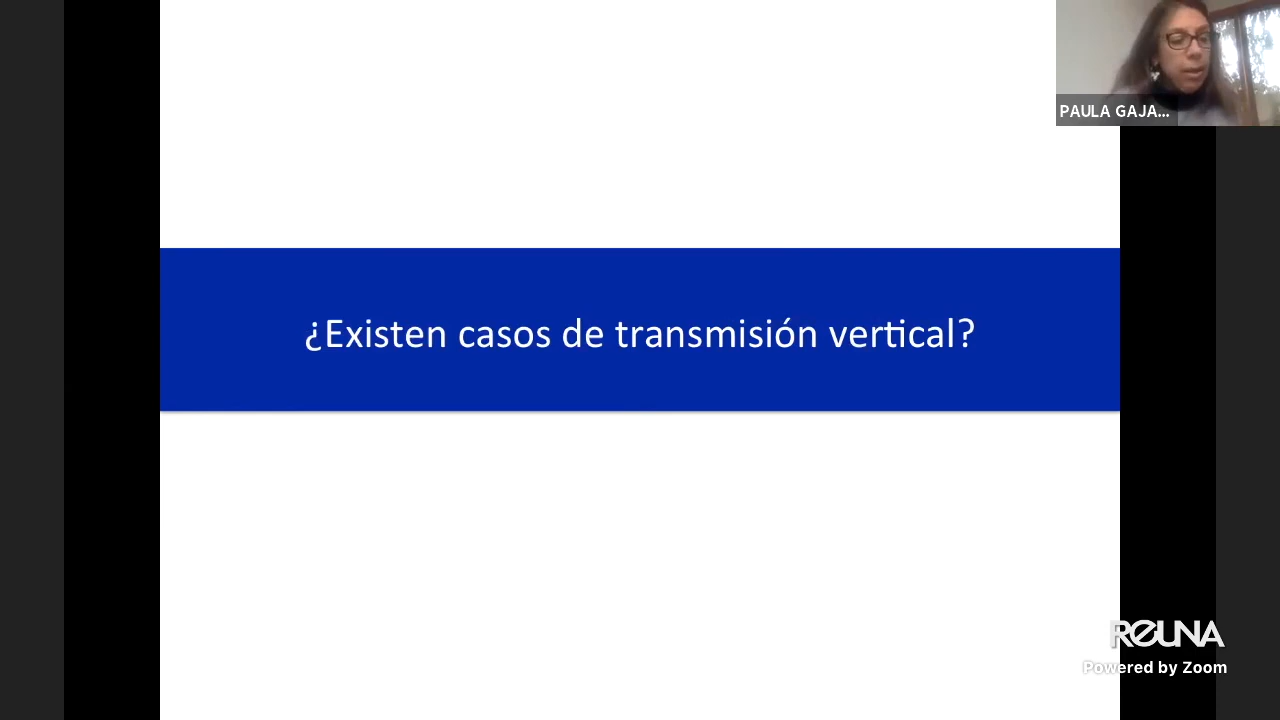 PAULA GAJA...
¿Existen casos de transmisión vertical?
REUNA
Powered by Zoom